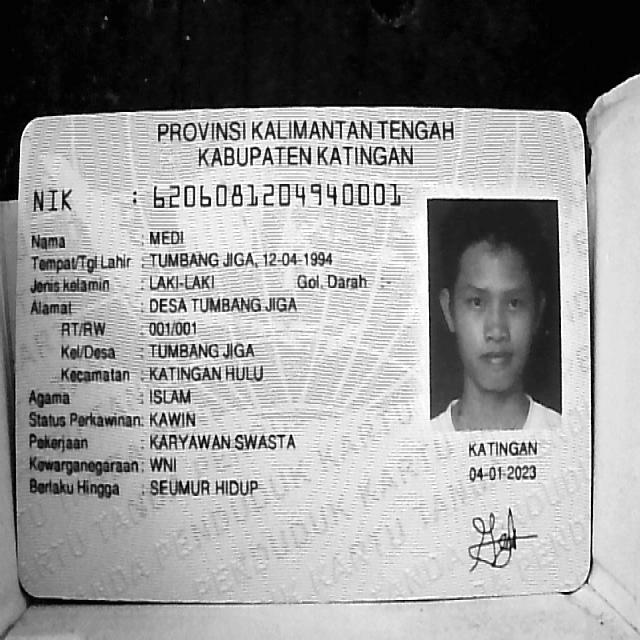 PROVINSI KALIMANTAN TENGAH
KABUPATEN KATINGAN
NIK : 6206081204940001
Nama : MEDI
Tempat/Tgl Lahir : TUMBANG JIGA, 12-04-1994
Jenis kelamin : LAKI-LAKI Gol. Darah : -
Alamat : DESA TUMBANG JIGA
RT/RW : 001/001
Kel/Desa : TUMBANG JIGA
Kecamatan : KATINGAN HULU
Agama : ISLAM
Status Perkawinan: KAWIN
Pekerjaan : KARYAWAN SWASTA
Kewarganegaraan: WNI
Berlaku Hingga : SEUMUR HIDUP
KATINGAN
04-01-2023